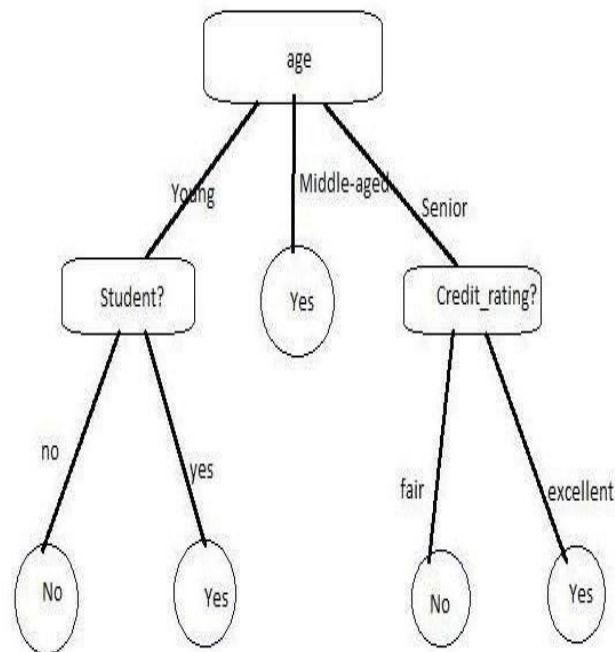 age
Young
Middle-aged
Senior
Student?
Yes
Credit_rating?
no
yes
fair
excellent
No
Yes
No
Yes